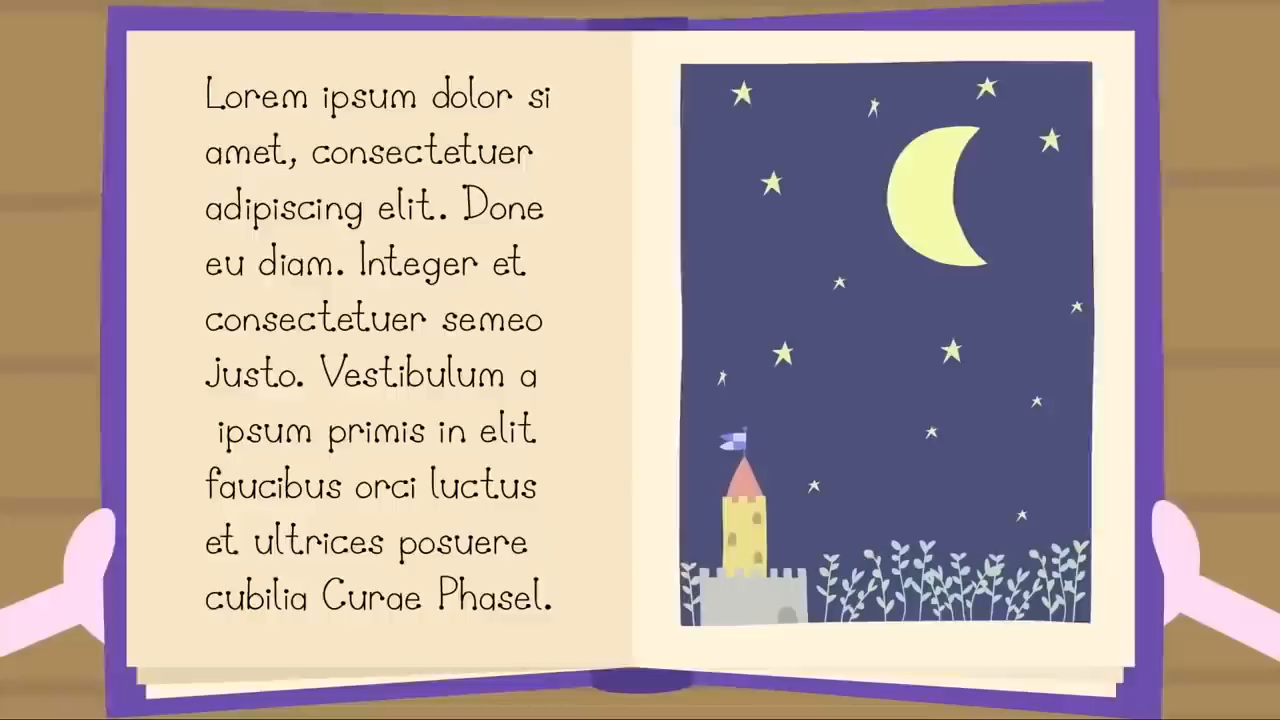 Lorem ipsum dolor si
amet, consectetuer
adipiscing elit. Done
eu diam. Integer et
consectetuer semeo
justo. Vestibulum a
ipsum primis in elit
faucibus orci luctus
et ultrices posuere
cubilia Curae Phasel.